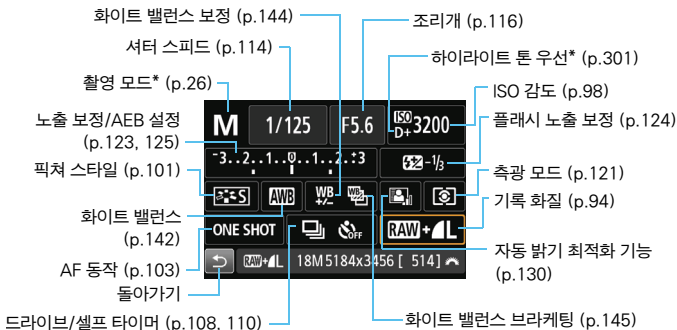 화이트 밸런스 보정 (p.144)
조리개 (p.116)
셔터 스피드 (p.114)
하이라이트 톤 우선* (p.301)
촬영 모드* (p.26)
ISO 감도 (p.98)
노출 보정/AEB 설정
(p.123, 125)
플래시 노출 보정 (p.124)
픽쳐 스타일 (p.101)
측광 모드 (p.121)
화이트 밸런스
(p.142)
기록 화질 (p.94)
AF 동작 (p.103)
자동 밝기 최적화 기능
(p.130)
돌아가기
드라이브/셀프 타이머 (p.108, 110)
화이트 밸런스 브라케팅 (p.145)
M 1/125 F5.6 ISO D+ 3200
-3..2..1..0..1..2.+3 -1/3
S AWB WB +/- WB
ONE SHOT OFF RAW+L
RAW+L 18M 5184x3456 [ 514]